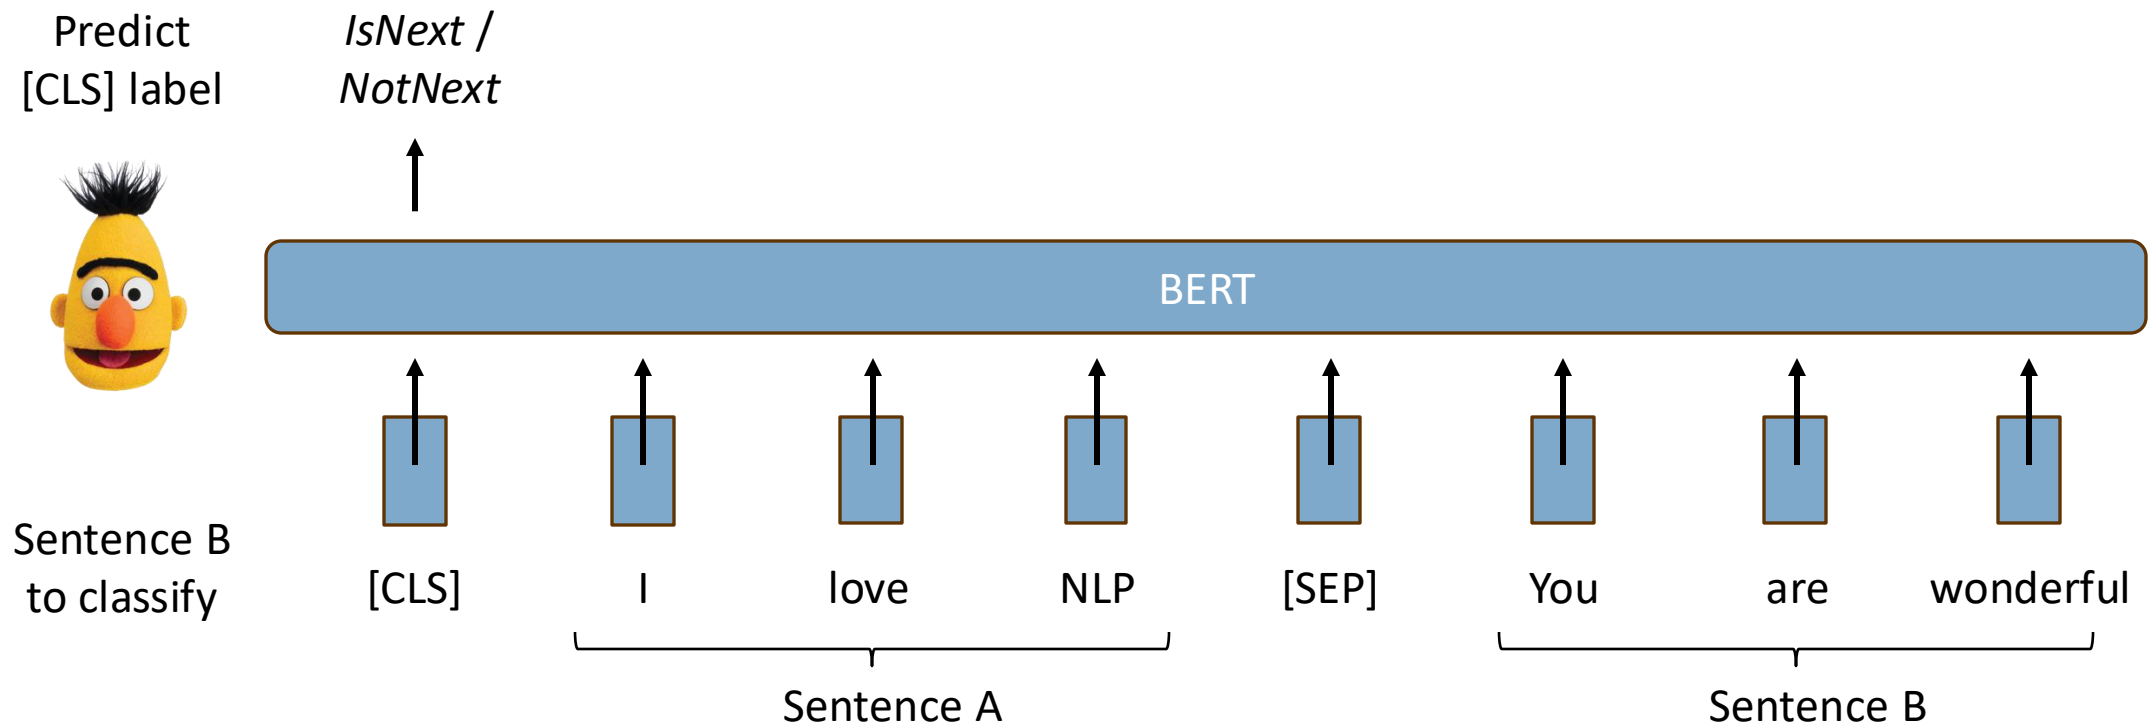 Predict
[CLS] label
IsNext /
NotNext
BERT
Sentence B
to classify
[CLS] I love NLP [SEP] You are wonderful
Sentence A Sentence B